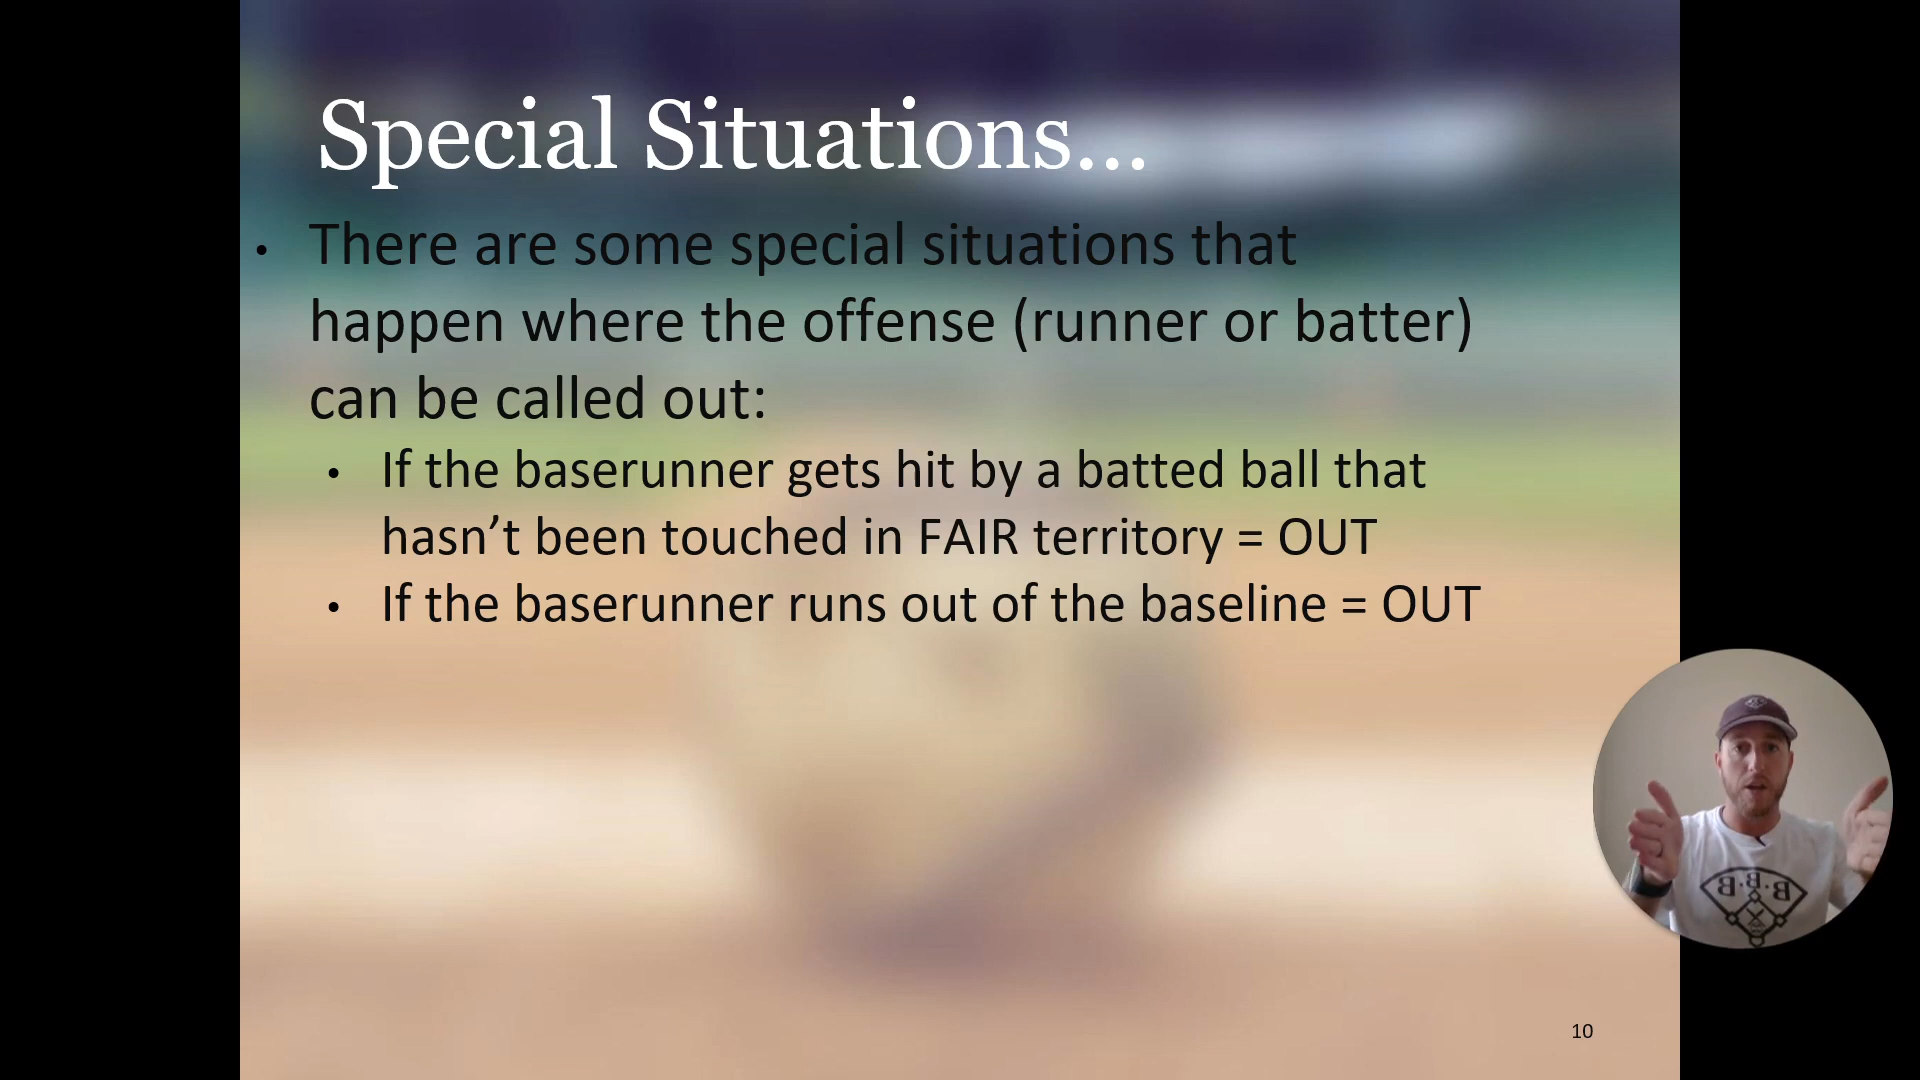 Special Situations...
• There are some special situations that
happen where the offense (runner or batter)
can be called out:
• If the baserunner gets hit by a batted ball that
hasn’t been touched in FAIR territory = OUT
• If the baserunner runs out of the baseline = OUT
B·B·B
10